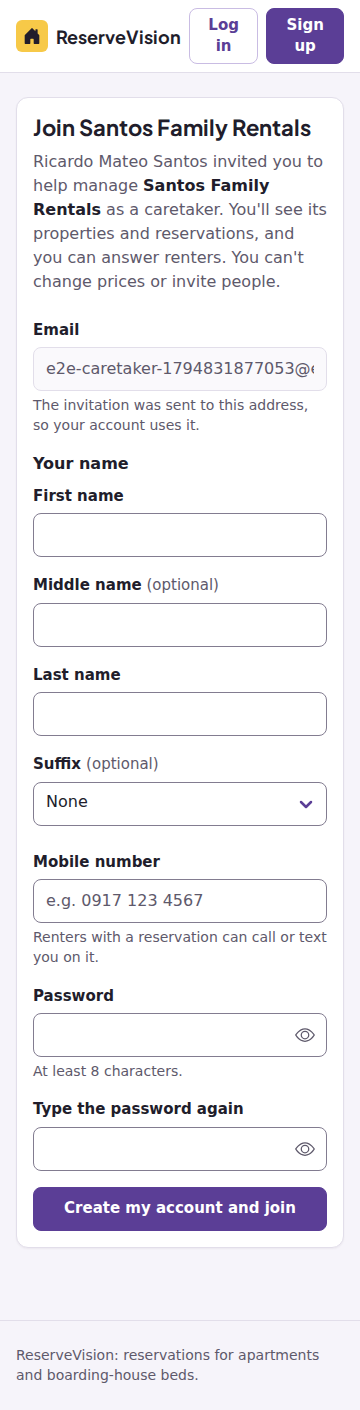 ReserveVision
Log
in
Sign
up
Join Santos Family Rentals
Ricardo Mateo Santos invited you to
help manage Santos Family
Rentals as a caretaker. You'll see its
properties and reservations, and
you can answer renters. You can't
change prices or invite people.
Email
e2e-caretaker-1794831877053@
The invitation was sent to this address,
so your account uses it.
Your name
First name
Middle name (optional)
Last name
Suffix (optional)
None
Mobile number
e.g. 0917 123 4567
Renters with a reservation can call or text
you on it.
Password
At least 8 characters.
Type the password again
Create my account and join
ReserveVision: reservations for apartments
and boarding-house beds.